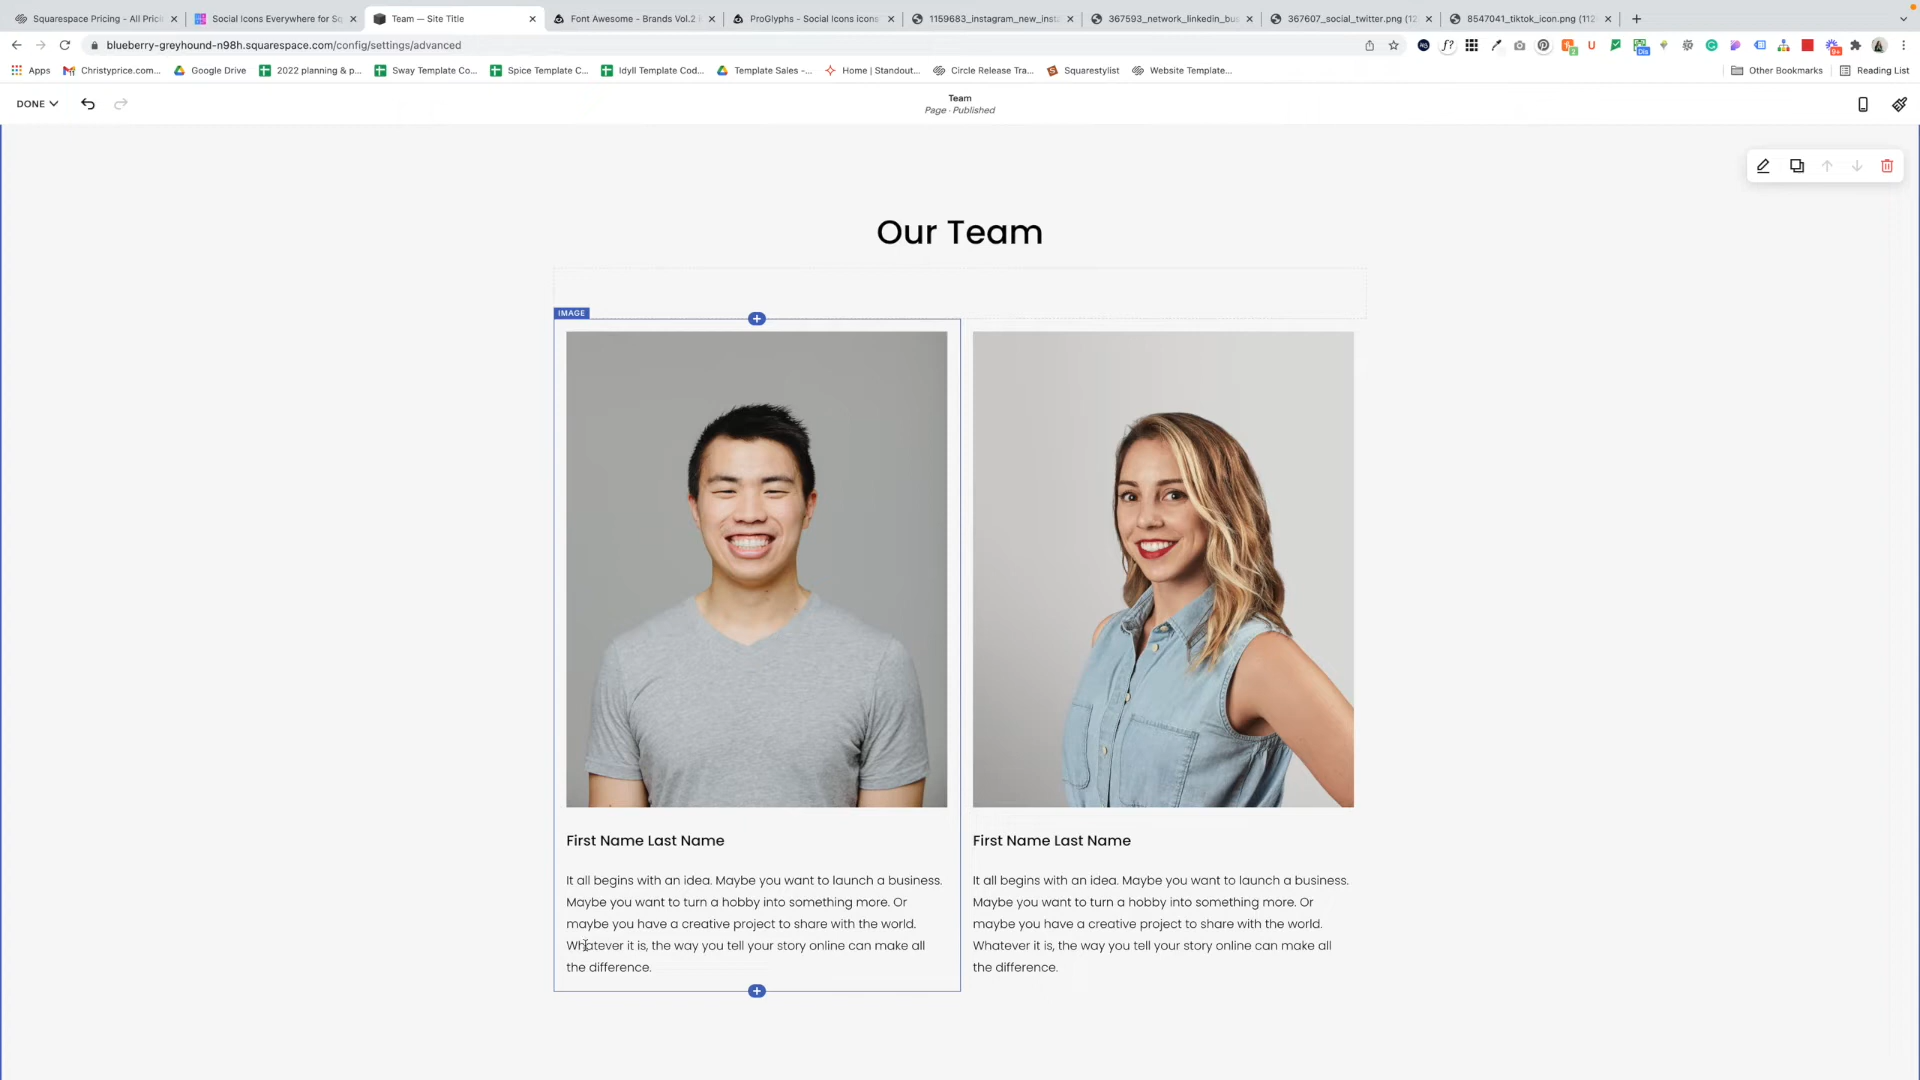 Squarespace Pricing - All Prici
Social Icons Everywhere for Sq
Team — Site Title
Font Awesome - Brands Vol.2 i
ProGlyphs - Social Icons icons
1159683_instagram_new_inst
367593_network_linkedin_bu
367607_social_twitter.png (12
8547041_tiktok_icon.png (112
blueberry-greyhound-n98h.squarespace.com/config/settings/advanced
Apps
Christyprice.com...
Google Drive
2022 planning & p...
Sway Template Co...
Spice Template C...
Idyll Template Cod...
Template Sales -...
Home | Standout...
Circle Release Tra...
Squarestylist
Website Template...
Other Bookmarks
Reading List
DONE
Team
Page · Published
Our Team
IMAGE
First Name Last Name
It all begins with an idea. Maybe you want to launch a business.
Maybe you want to turn a hobby into something more. Or
maybe you have a creative project to share with the world.
Whatever it is, the way you tell your story online can make all
the difference.
First Name Last Name
It all begins with an idea. Maybe you want to launch a business.
Maybe you want to turn a hobby into something more. Or
maybe you have a creative project to share with the world.
Whatever it is, the way you tell your story online can make all
the difference.